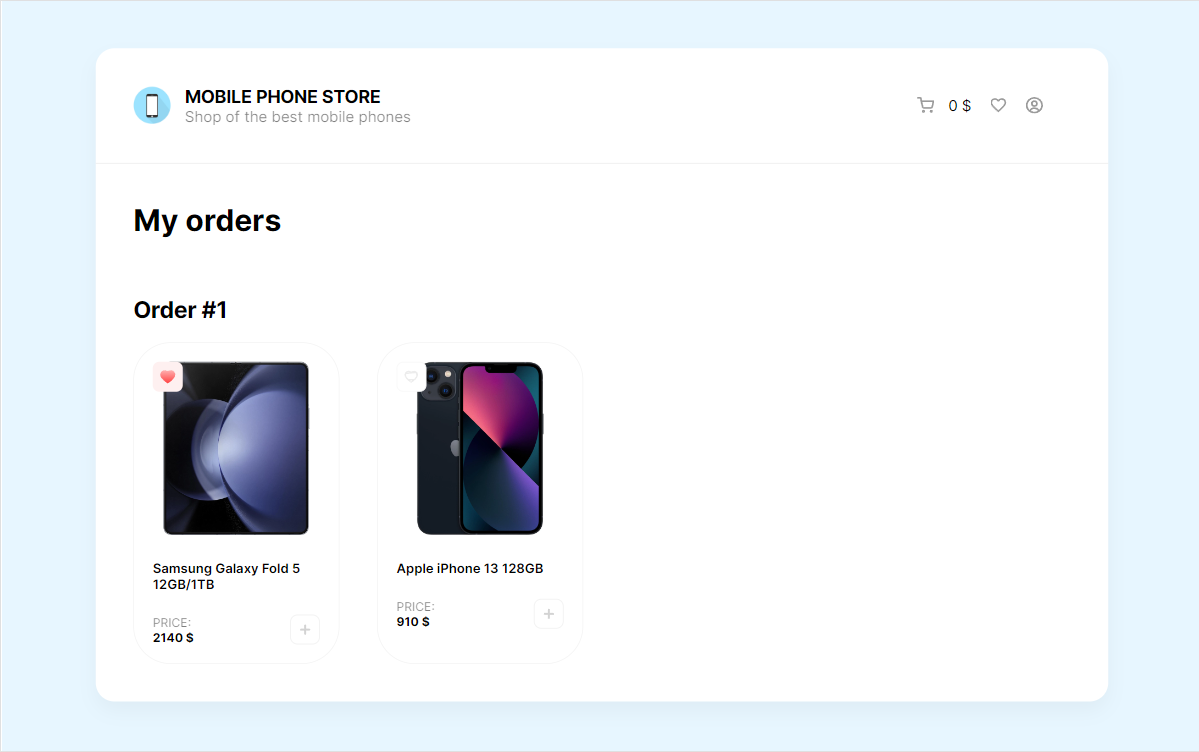 MOBILE PHONE STORE
Shop of the best mobile phones
0 $
My orders
Order #1
Samsung Galaxy Fold 5
12GB/1TB
PRICE:
2140 $
Apple iPhone 13 128GB
PRICE:
910 $